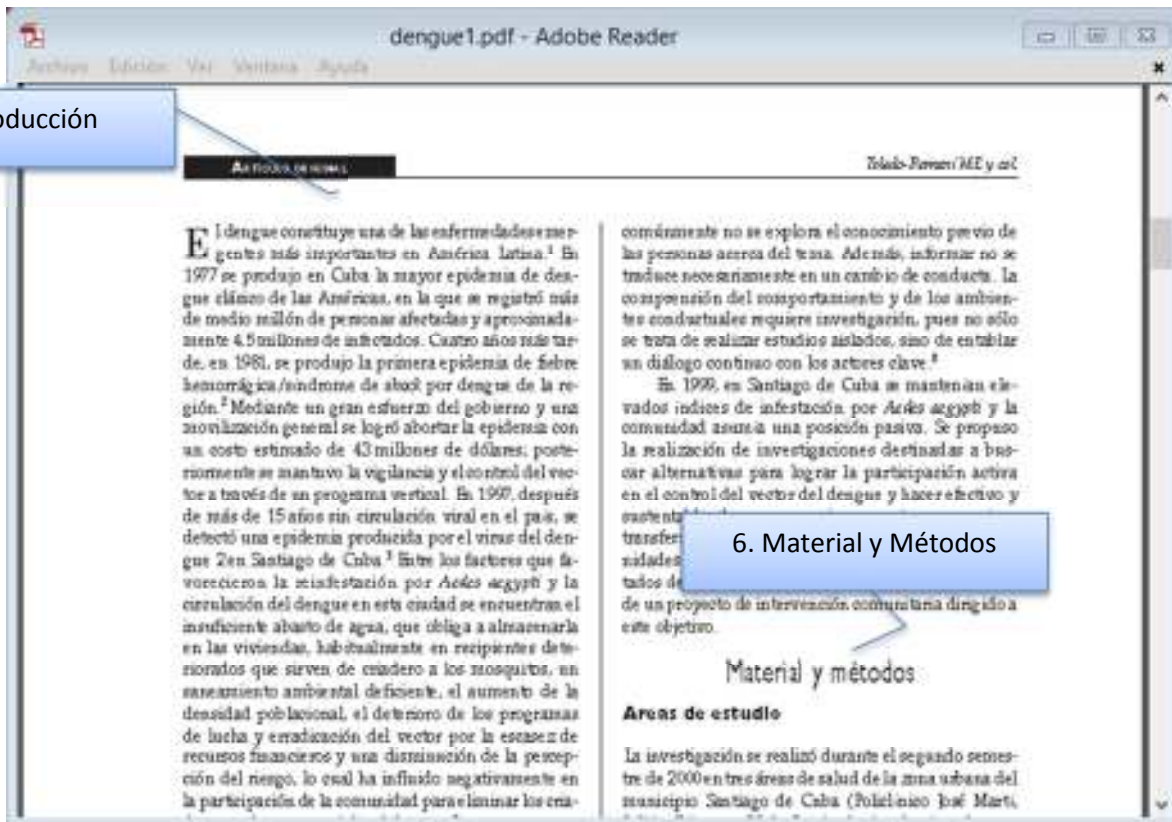 dengue1.pdf - Adobe Reader
Archivo Edición Ver Ventana Ayuda
oducción
ARTÍCULO ORIGINAL
Toledo-Romaní ME y col.
El dengue constituye una de las enfermedades emer-
gentes más importantes en América Latina.¹ En
1977 se produjo en Cuba la mayor epidemia de den-
gue clásico de las Américas, en la que se registró más
de medio millón de personas afectadas y aproximada-
mente 4.5 millones de infectados. Cuatro años más tar-
de, en 1981, se produjo la primera epidemia de fiebre
hemorrágica/síndrome de shock por dengue de la re-
gión.² Mediante un gran esfuerzo del gobierno y una
movilización general se logró abortar la epidemia con
un costo estimado de 43 millones de dólares; poste-
riormente se mantuvo la vigilancia y el control del vec-
tor a través de un programa vertical. En 1997, después
de más de 15 años sin circulación viral en el país, se
detectó una epidemia producida por el virus del den-
gue 2 en Santiago de Cuba.³ Entre los factores que fa-
vorecieron la reinfestación por Aedes aegypti y la
circulación del dengue en esta ciudad se encuentran el
insuficiente abasto de agua, que obliga a almacenarla
en las viviendas, habitualmente en recipientes dete-
riorados que sirven de criadero a los mosquitos, un
saneamiento ambiental deficiente, el aumento de la
densidad poblacional, el deterioro de los programas
de lucha y erradicación del vector por la escasez de
recursos financieros y una disminución de la percep-
ción del riesgo, lo cual ha influido negativamente en
la participación de la comunidad para eliminar los cria-
comúnmente no se explora el conocimiento previo de
las personas acerca del tema. Además, informar no se
traduce necesariamente en un cambio de conducta. La
comprensión del comportamiento y de los ambien-
tes conductuales requiere investigación, pues no sólo
se trata de realizar estudios aislados, sino de entablar
un diálogo continuo con los actores clave.⁸
En 1999, en Santiago de Cuba se mantenían ele-
vados índices de infestación por Aedes aegypti y la
comunidad asumía una posición pasiva. Se propuso
la realización de investigaciones destinadas a bus-
car alternativas para lograr la participación activa
en el control del vector del dengue y hacer efectivo y
sustenta
transfer
nidades
tados de
6. Material y Métodos
de un proyecto de intervención comunitaria dirigido a
este objetivo.
Material y métodos
Areas de estudio
La investigación se realizó durante el segundo semes-
tre de 2000 en tres áreas de salud de la zona urbana del
municipio Santiago de Cuba (Policlínico José Martí,